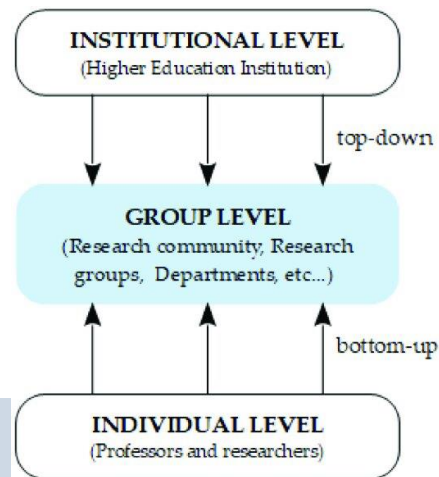 INSTITUTIONAL LEVEL
(Higher Education Institution)
top-down
GROUP LEVEL
(Research community, Research
groups, Departments, etc...)
bottom-up
INDIVIDUAL LEVEL
(Professors and researchers)